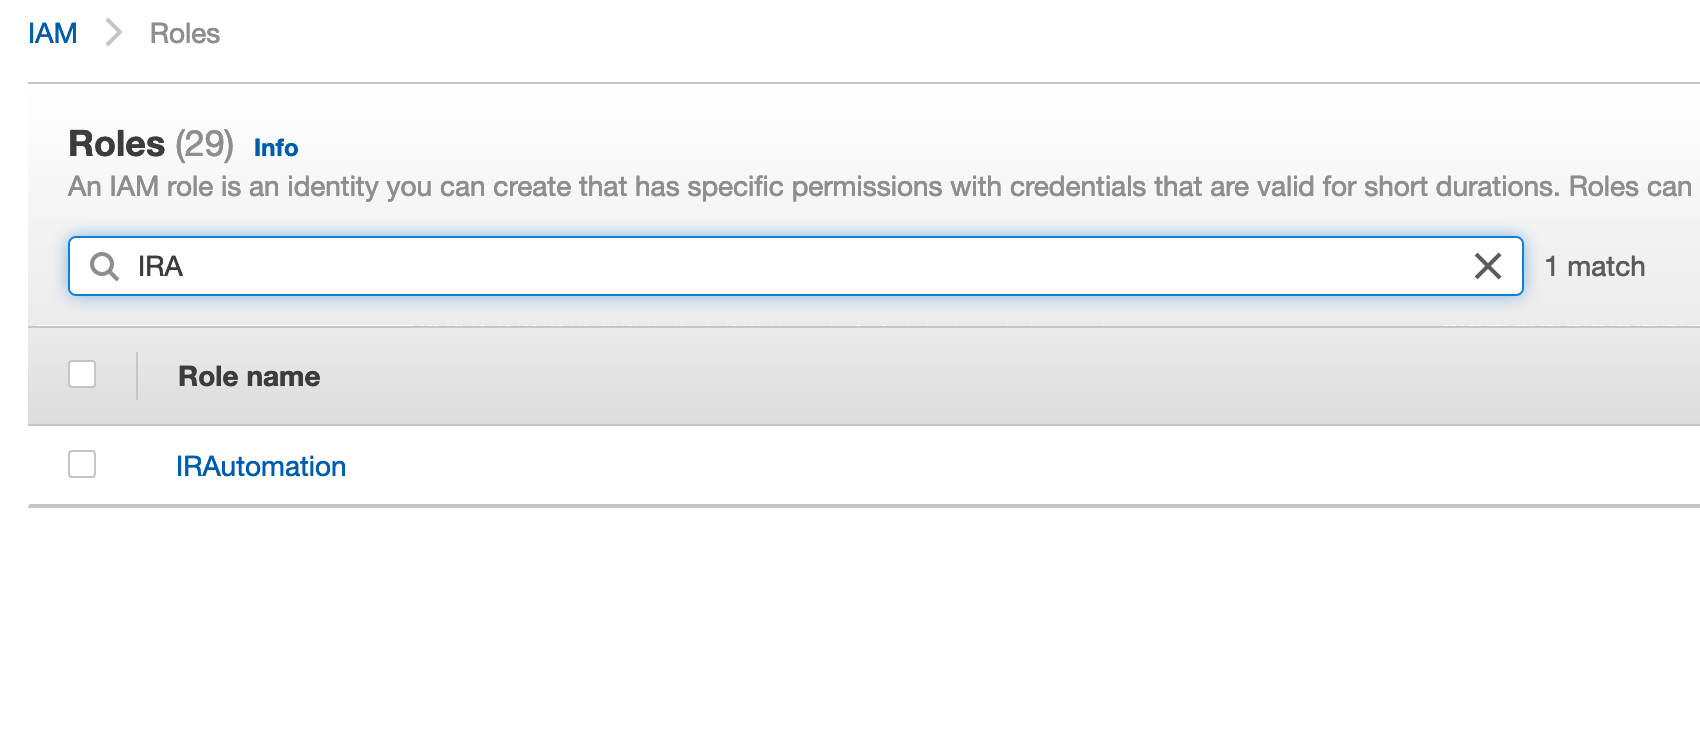 IAM > Roles
Roles (29) Info
An IAM role is an identity you can create that has specific permissions with credentials that are valid for short durations. Roles can
IRA
1 match
Role name
IRAutomation